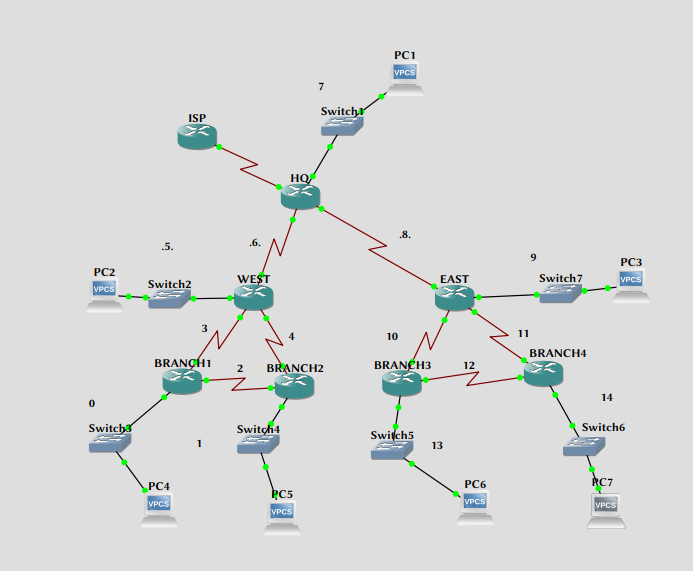 PC1
VPCS
7
Switch1
ISP
HQ
.5.
.6.
.8.
9
PC2
VPCS
Switch2
WEST
EAST
Switch7
PC3
VPCS
3
4
10
11
BRANCH1
2
BRANCH2
BRANCH3
12
BRANCH4
0
Switch3
1
Switch4
Switch5
13
14
Switch6
PC4
VPCS
PC5
VPCS
PC6
VPCS
PC7
VPCS